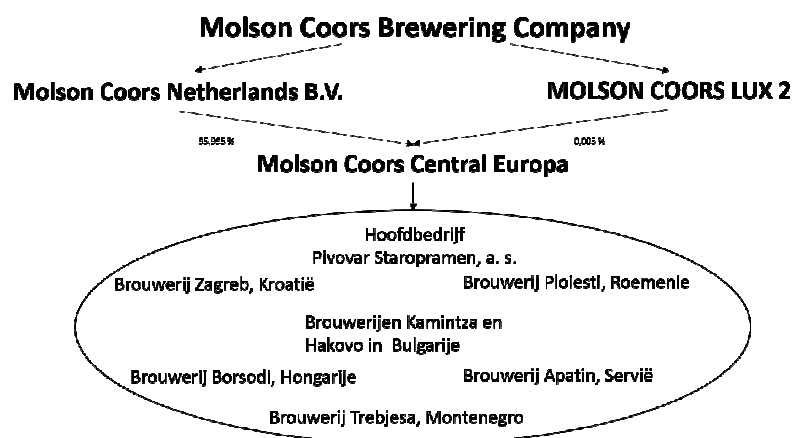 Molson Coors Brewering Company
Molson Coors Netherlands B.V.
MOLSON COORS LUX 2
0,005 %
Molson Coors Central Europa
Hoofdbedrijf
Pivovar Staropramen, a. s.
Brouwerij Zagreb, Kroatië
Brouwerij Ploiesti, Roemenie
Brouwerijen Kamintza en
Hakovo in Bulgarije
Brouwerij Borsodi, Hongarije
Brouwerij Apatin, Servië
Brouwerij Trebjesa, Montenegro